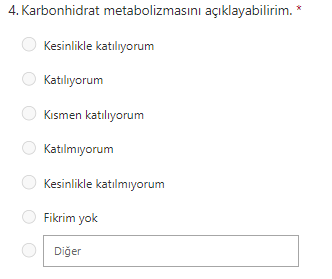 4. Karbonhidrat metabolizmasını açıklayabilirim. *
Kesinlikle katılıyorum
Katılıyorum
Kısmen katılıyorum
Katılmıyorum
Kesinlikle katılmıyorum
Fikrim yok
Diğer